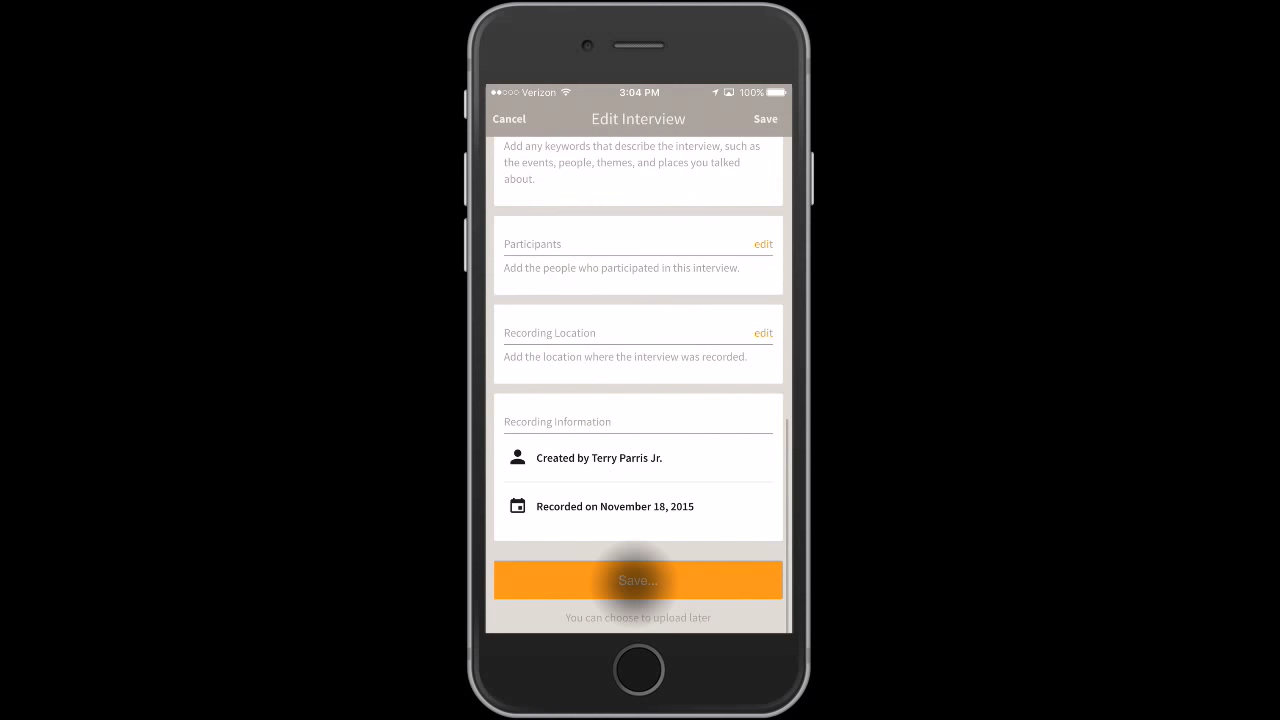 Verizon 3:04 PM 100%
Cancel Edit Interview Save
Add any keywords that describe the interview, such as
the events, people, themes, and places you talked
about.
Participants edit
Add the people who participated in this interview.
Recording Location edit
Add the location where the interview was recorded.
Recording Information
Created by Terry Parris Jr.
Recorded on November 18, 2015
Save...
You can choose to upload later